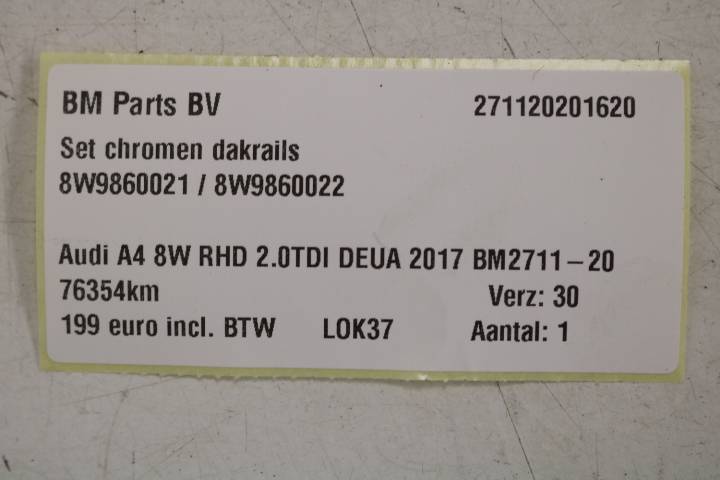 BM Parts BV 271120201620
Set chromen dakrails
8W9860021 / 8W9860022
Audi A4 8W RHD 2.0TDI DEUA 2017 BM2711-20
76354km Verz: 30
199 euro incl. BTW LOK37 Aantal: 1